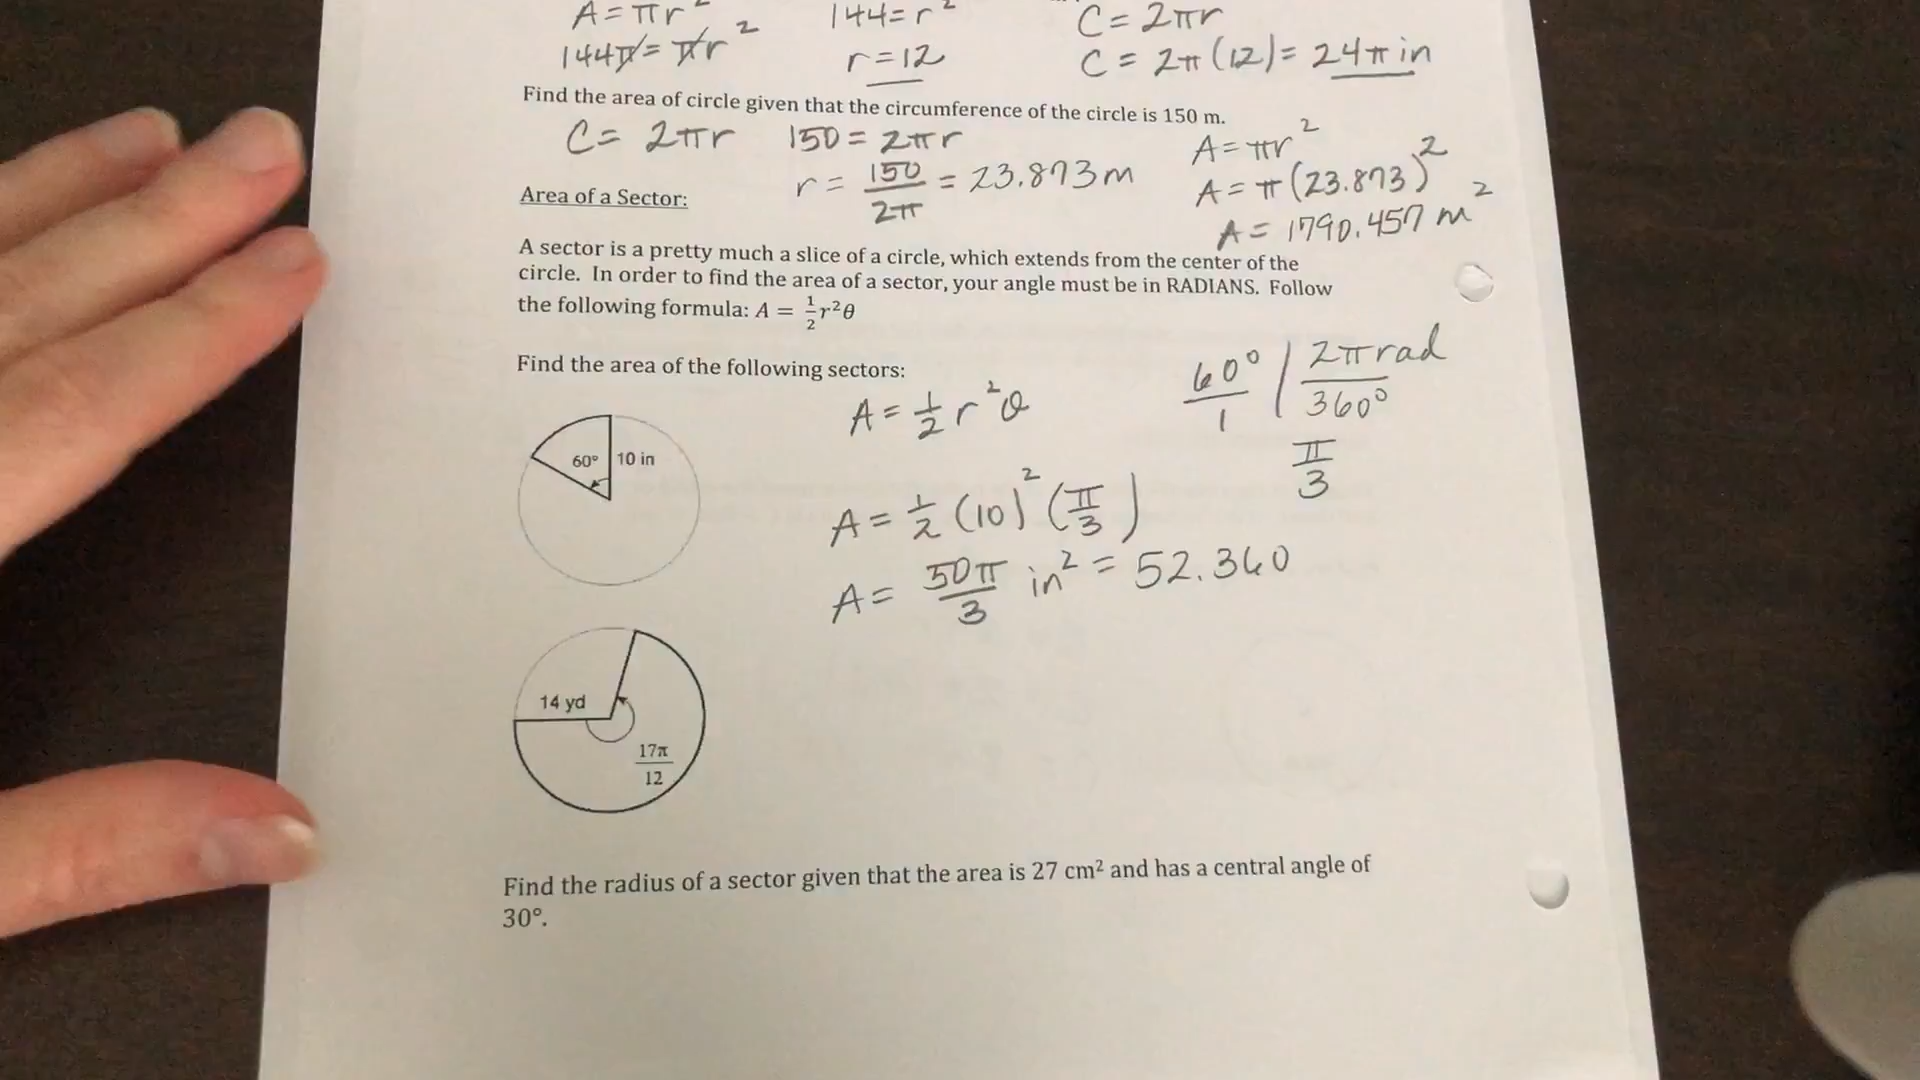 A = πr² 144 = r² C = 2πr
144π = πr² r = 12 C = 2π(12) = 24π in
Find the area of circle given that the circumference of the circle is 150 m.
C = 2πr 150 = 2πr A = πr²
r = 150/2π = 23.873 m A = π(23.873)²
Area of a Sector:
A = 1790.457 m²
A sector is a pretty much a slice of a circle, which extends from the center of the
circle. In order to find the area of a sector, your angle must be in RADIANS. Follow
the following formula: A = 1/2 r²θ
Find the area of the following sectors:
60°/1 | 2π rad/360°
A = 1/2 r²θ
π/3
60° 10 in
A = 1/2 (10)² (π/3)
A = 50π/3 in² = 52.360
14 yd
17π
12
Find the radius of a sector given that the area is 27 cm² and has a central angle of
30°.